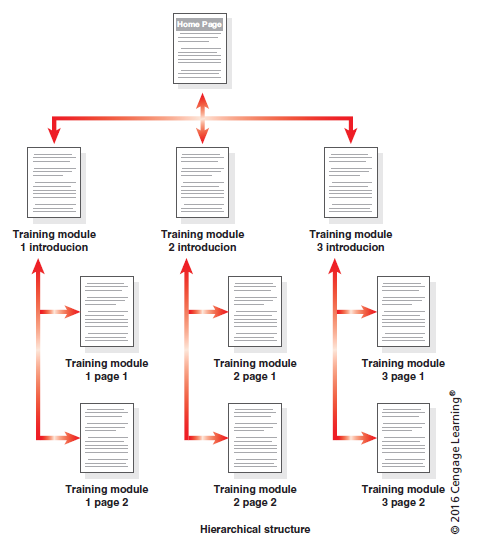 Home Page
Training module
1 introducion
Training module
2 introducion
Training module
3 introducion
Training module
1 page 1
Training module
2 page 1
Training module
3 page 1
Training module
1 page 2
Training module
2 page 2
Training module
3 page 2
Hierarchical structure
© 2016 Cengage Learning®